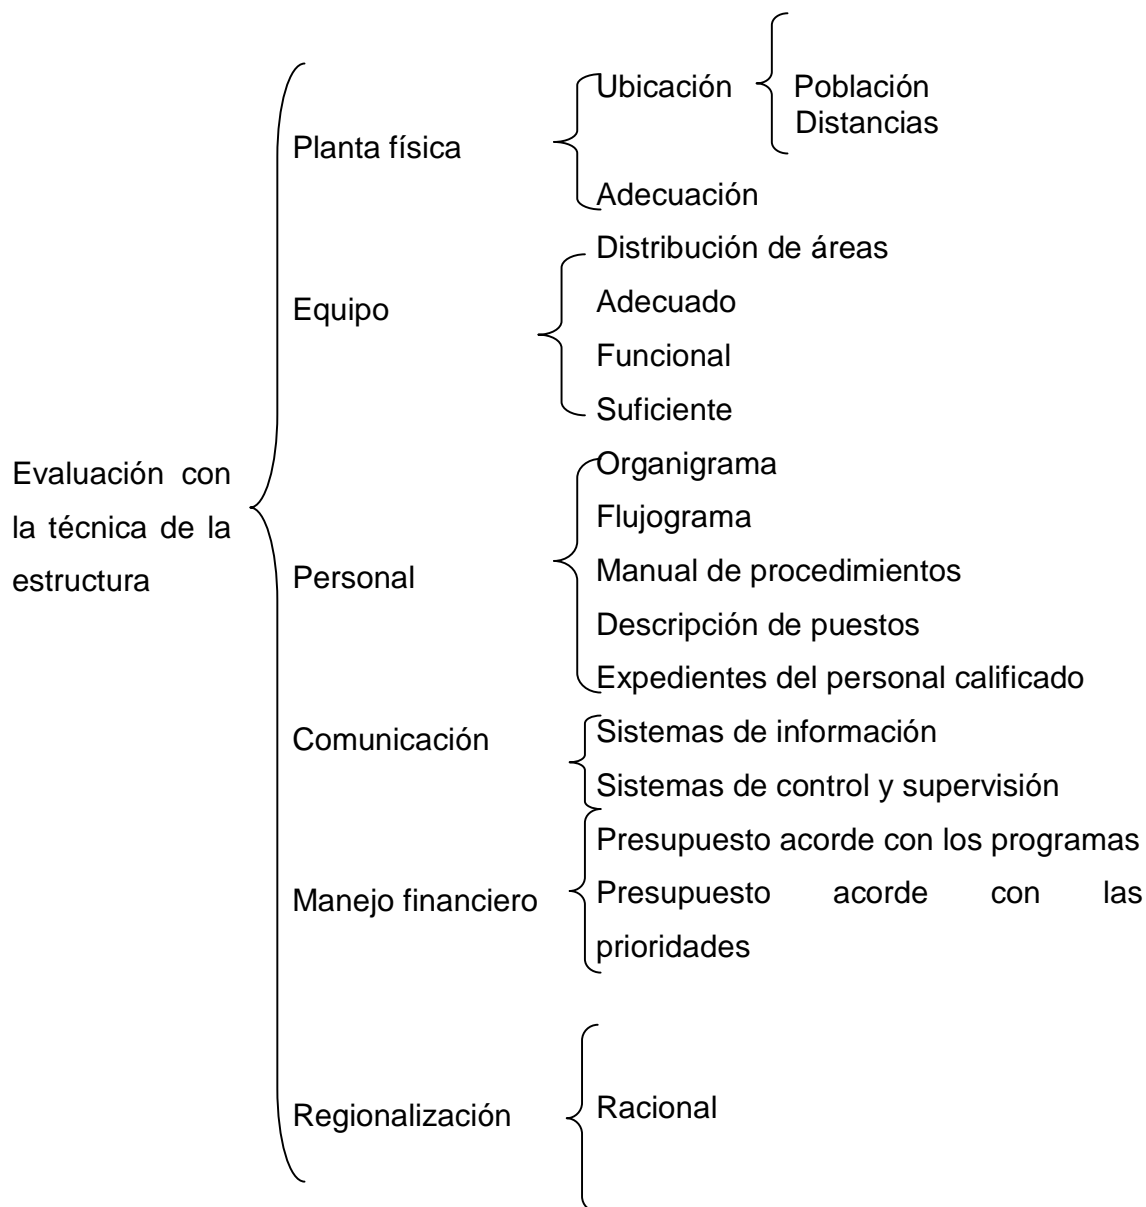 Evaluación con
la técnica de la
estructura
Planta física
Ubicación
Población
Distancias
Adecuación
Equipo
Distribución de áreas
Adecuado
Funcional
Suficiente
Personal
Organigrama
Flujograma
Manual de procedimientos
Descripción de puestos
Expedientes del personal calificado
Comunicación
Sistemas de información
Sistemas de control y supervisión
Manejo financiero
Presupuesto acorde con los programas
Presupuesto acorde con las
prioridades
Regionalización
Racional